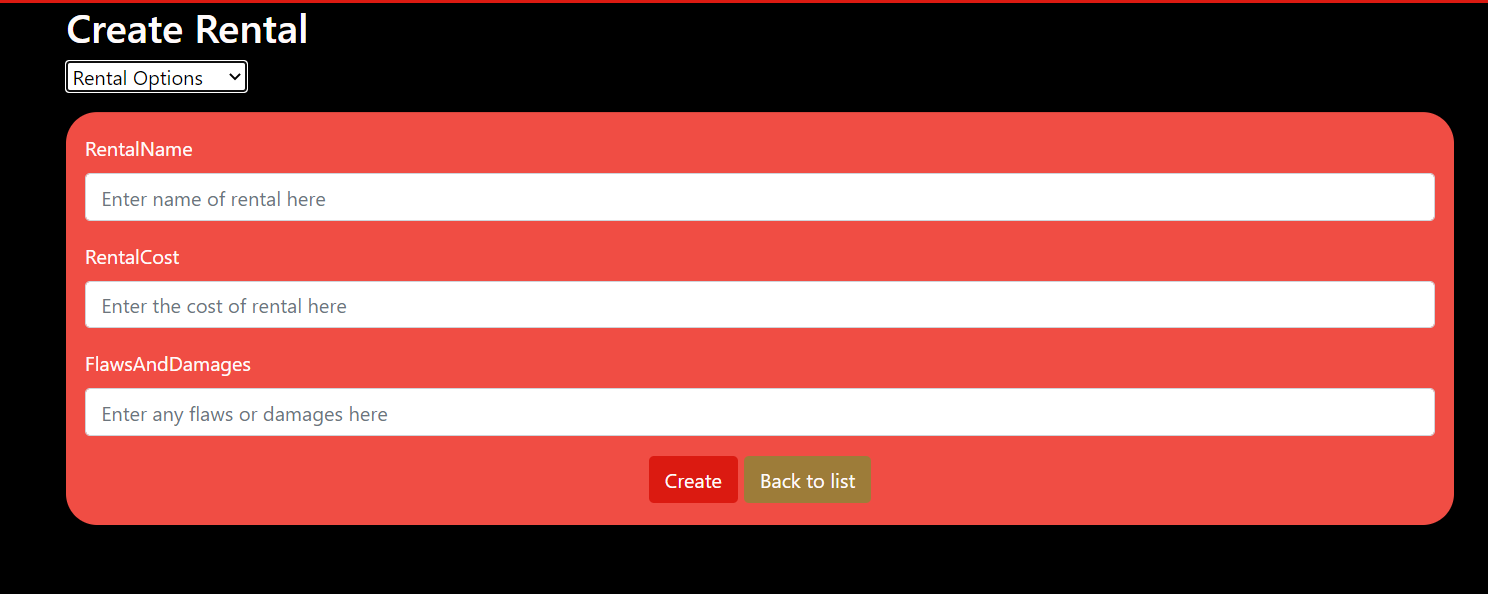 Create Rental
Rental Options
RentalName
Enter name of rental here
RentalCost
Enter the cost of rental here
FlawsAndDamages
Enter any flaws or damages here
Create Back to list